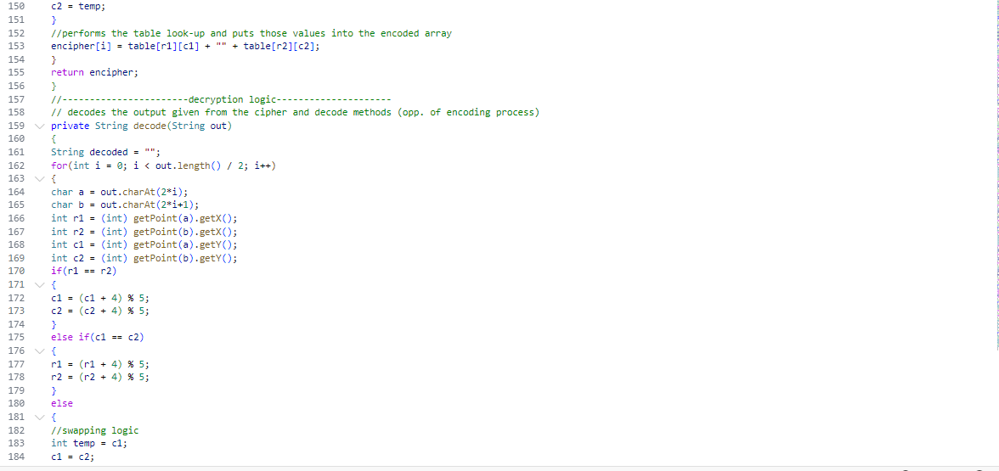 150 c2 = temp;
151 }
152 //performs the table look-up and puts those values into the encoded array
153 encipher[i] = table[r1][c1] + "" + table[r2][c2];
154 }
155 return encipher;
156 }
157 //-----------------------decryption logic---------------------
158 // decodes the output given from the cipher and decode methods (opp. of encoding process)
159 private String decode(String out)
160 {
161 String decoded = "";
162 for(int i = 0; i < out.length() / 2; i++)
163 {
164 char a = out.charAt(2*i);
165 char b = out.charAt(2*i+1);
166 int r1 = (int) getPoint(a).getX();
167 int r2 = (int) getPoint(b).getX();
168 int c1 = (int) getPoint(a).getY();
169 int c2 = (int) getPoint(b).getY();
170 if(r1 == r2)
171 {
172 c1 = (c1 + 4) % 5;
173 c2 = (c2 + 4) % 5;
174 }
175 else if(c1 == c2)
176 {
177 r1 = (r1 + 4) % 5;
178 r2 = (r2 + 4) % 5;
179 }
180 else
181 {
182 //swapping logic
183 int temp = c1;
184 c1 = c2;